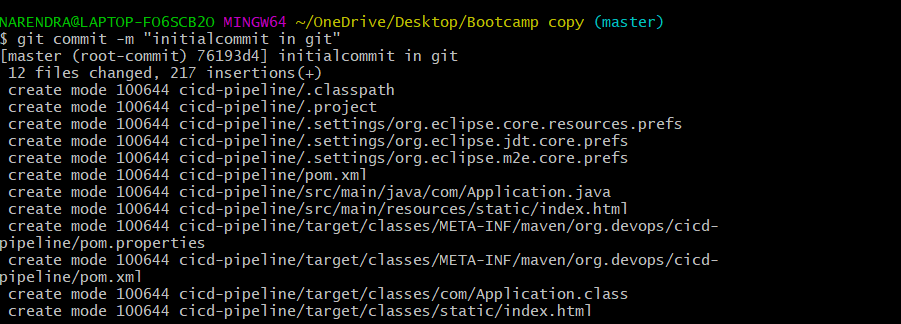 NARENDRA@LAPTOP-FO6SCB2O MINGW64 ~/OneDrive/Desktop/Bootcamp copy (master)
$ git commit -m "initialcommit in git"
[master (root-commit) 76193d4] initialcommit in git
 12 files changed, 217 insertions(+)
 create mode 100644 cicd-pipeline/.classpath
 create mode 100644 cicd-pipeline/.project
 create mode 100644 cicd-pipeline/.settings/org.eclipse.core.resources.prefs
 create mode 100644 cicd-pipeline/.settings/org.eclipse.jdt.core.prefs
 create mode 100644 cicd-pipeline/.settings/org.eclipse.m2e.core.prefs
 create mode 100644 cicd-pipeline/pom.xml
 create mode 100644 cicd-pipeline/src/main/java/com/Application.java
 create mode 100644 cicd-pipeline/src/main/resources/static/index.html
 create mode 100644 cicd-pipeline/target/classes/META-INF/maven/org.devops/cicd-
pipeline/pom.properties
 create mode 100644 cicd-pipeline/target/classes/META-INF/maven/org.devops/cicd-
pipeline/pom.xml
 create mode 100644 cicd-pipeline/target/classes/com/Application.class
 create mode 100644 cicd-pipeline/target/classes/static/index.html